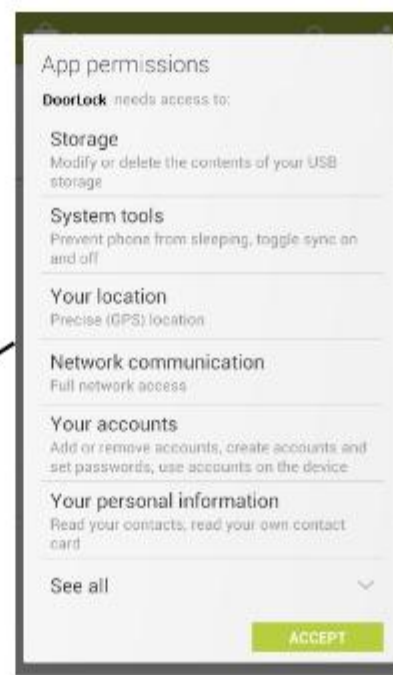 App permissions
DoorLock needs access to:
Storage
Modify or delete the contents of your USB
storage
System tools
Prevent phone from sleeping, toggle sync on
and off
Your location
Precise (GPS) location
Network communication
Full network access
Your accounts
Add or remove accounts, create accounts and
set passwords, use accounts on the device
Your personal information
Read your contacts, read your own contact
card
See all
ACCEPT